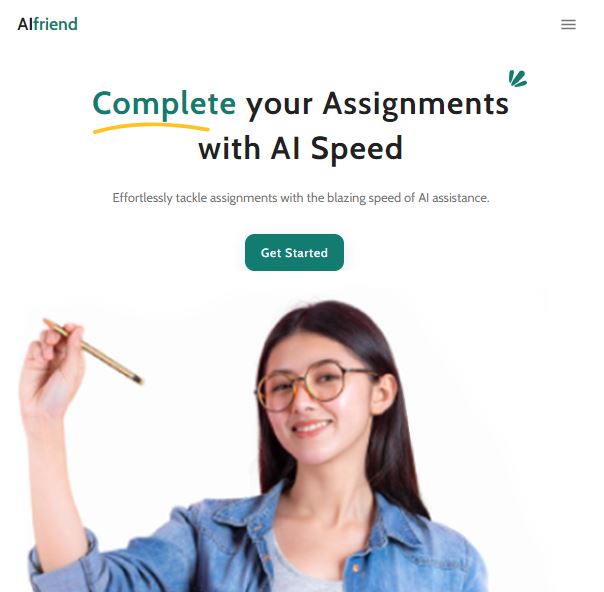 AIfriend
Complete your Assignments
with AI Speed
Effortlessly tackle assignments with the blazing speed of AI assistance.
Get Started